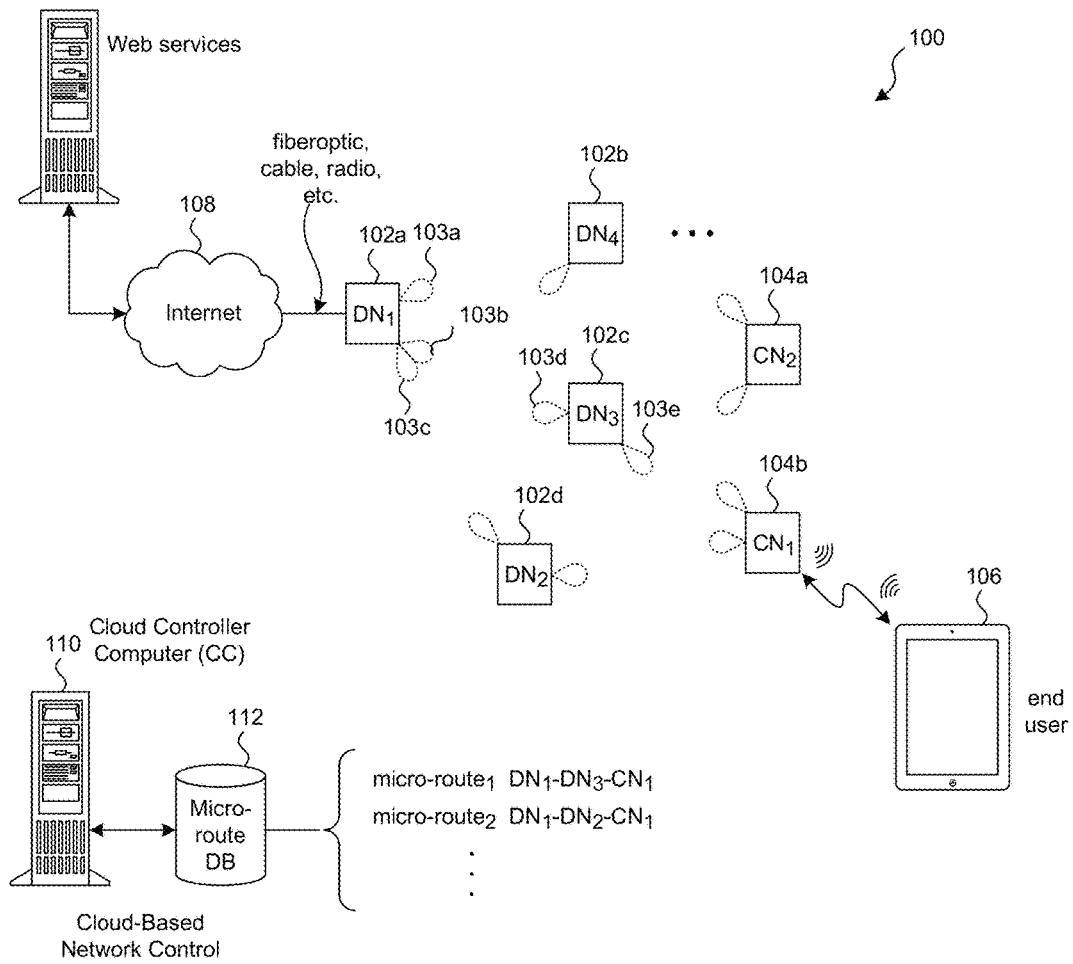 Web services
100
fiberoptic,
cable, radio,
etc.
102b
108
102a
103a
DN₄
• • •
Internet
DN₁
104a
103b
102c
CN₂
103d
103c
DN₃
103e
104b
102d
CN₁
DN₂
106
Cloud Controller
Computer (CC)
110
end
user
112
micro-route₁ DN₁-DN₃-CN₁
micro-route₂ DN₁-DN₂-CN₁
Micro-
route
DB
Cloud-Based
Network Control